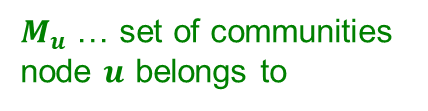 M_u … set of communities
node u belongs to